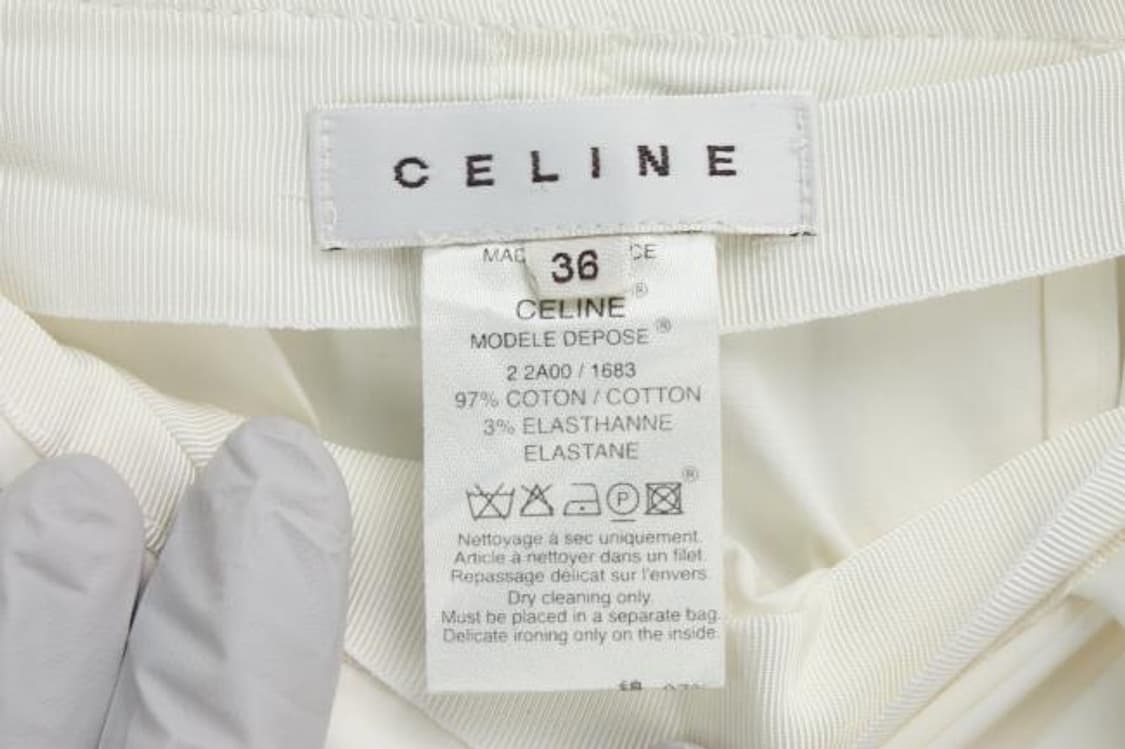 CELINE
36
CELINE®
MODELE DEPOSE®
2 2A00 / 1683
97% COTON / COTTON
3% ELASTHANNE
ELASTANE
P ®
Nettoyage à sec uniquement.
Article à nettoyer dans un filet.
Repassage délicat sur l'envers.
Dry cleaning only.
Must be placed in a separate bag.
Delicate ironing only on the inside.